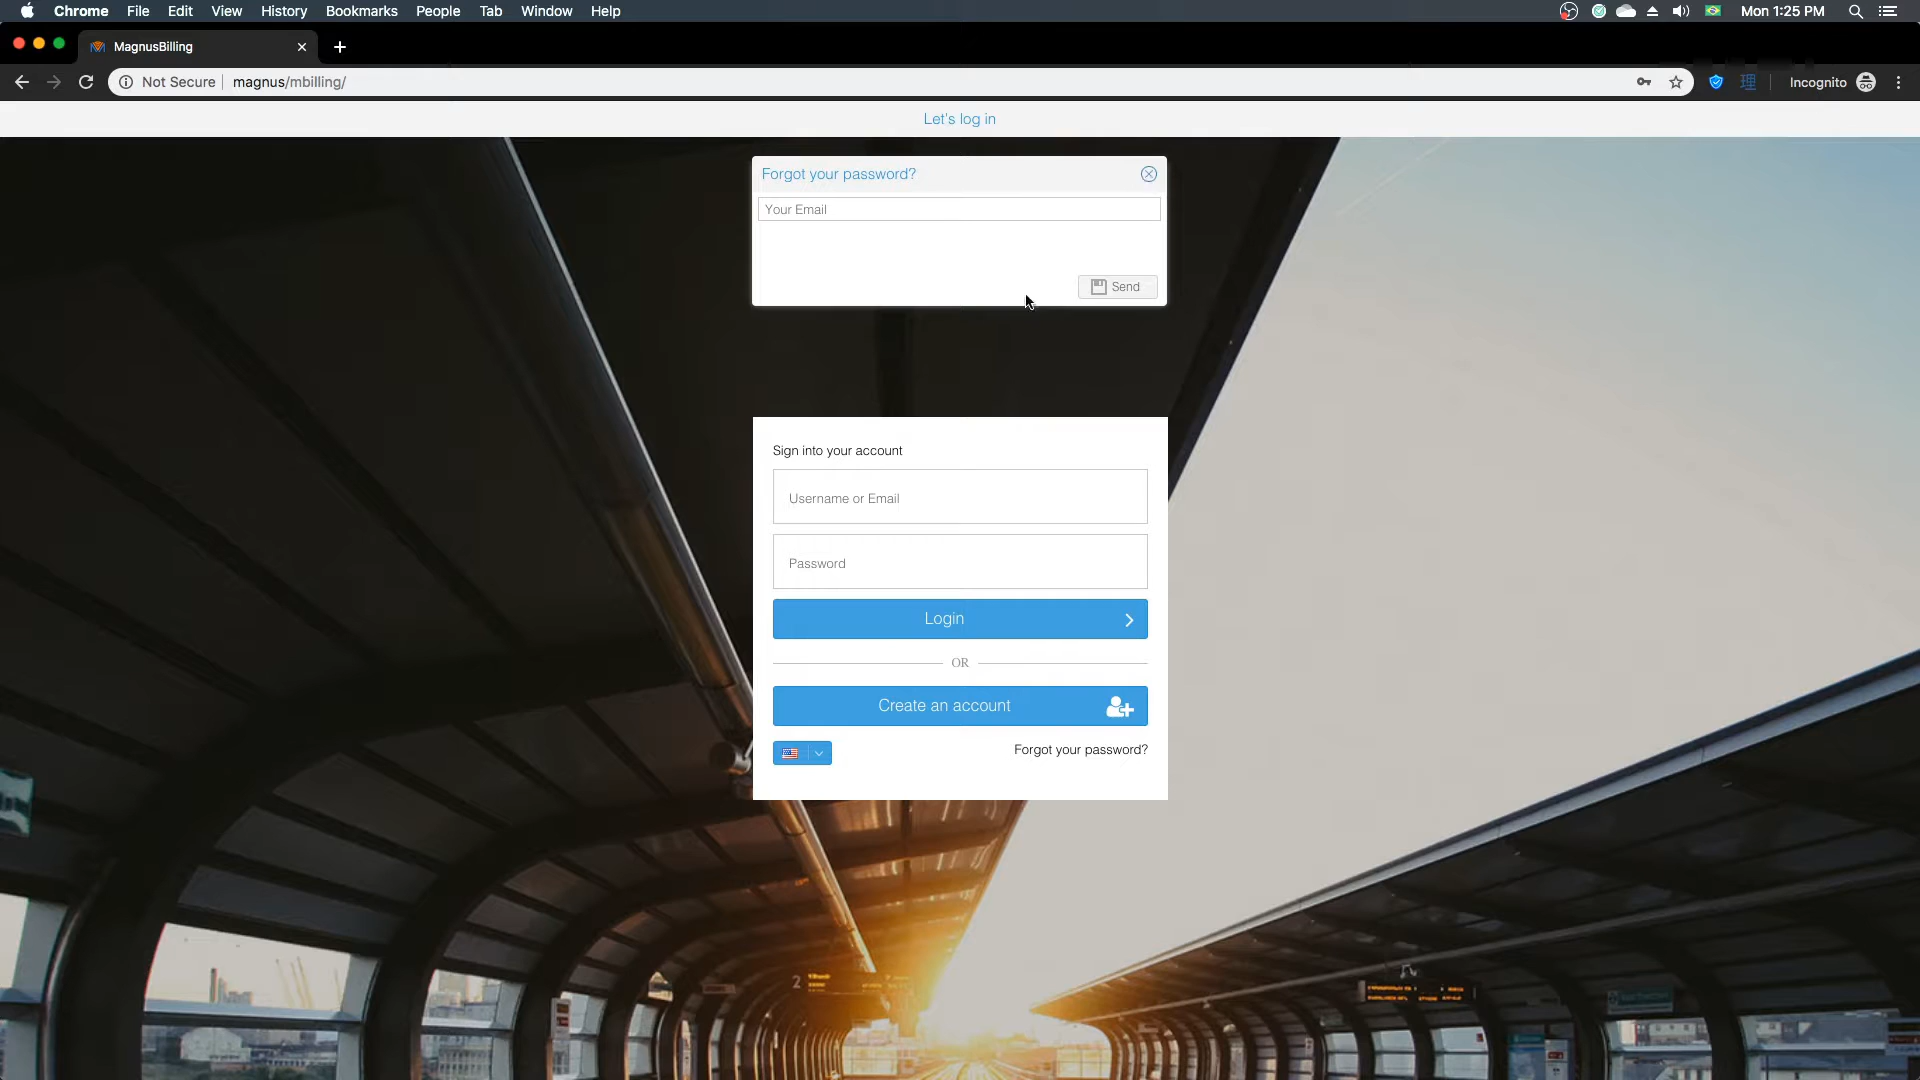 Chrome File Edit View History Bookmarks People Tab Window Help Mon 1:25 PM
MagnusBilling
Not Secure magnus/mbilling/ Incognito
Let's log in
Forgot your password?
Your Email
Send
Sign into your account
Username or Email
Password
Login
OR
Create an account
Forgot your password?
2